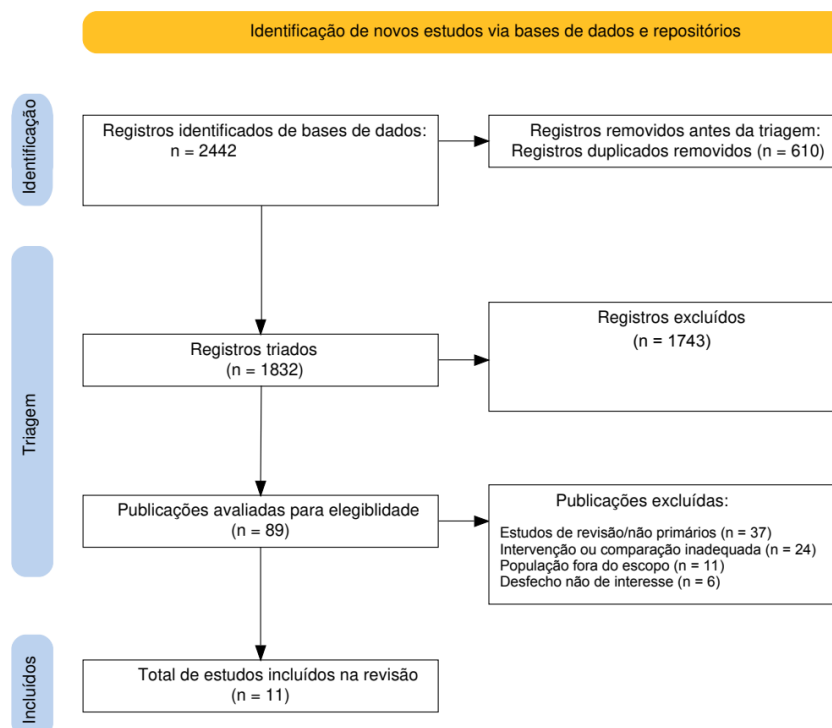 Identificação de novos estudos via bases de dados e repositórios
Identificação
Registros identificados de bases de dados:
n = 2442
Registros removidos antes da triagem:
Registros duplicados removidos (n = 610)
Triagem
Registros triados
(n = 1832)
Registros excluídos
(n = 1743)
Publicações avaliadas para elegiblidade
(n = 89)
Publicações excluídas:
Estudos de revisão/não primários (n = 37)
Intervenção ou comparação inadequada (n = 24)
População fora do escopo (n = 11)
Desfecho não de interesse (n = 6)
Incluídos
Total de estudos incluídos na revisão
(n = 11)